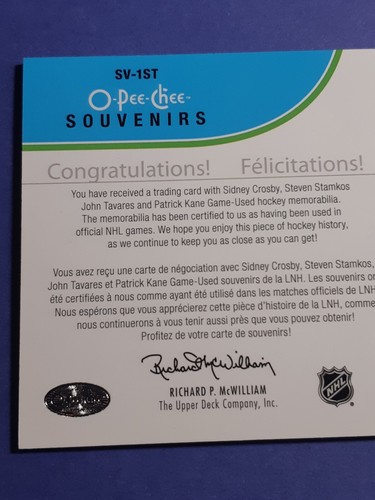 SV-1ST
O-Pee-Chee
SOUVENIRS
Congratulations! Félicitations!
You have received a trading card with Sidney Crosby, Steven Stamkos
John Tavares and Patrick Kane Game-Used hockey memorabilia.
The memorabilia has been certified to us as having been used in
official NHL games. We hope you enjoy this piece of hockey history,
as we continue to keep you as close as you can get!
Vous avez reçu une carte de négociation avec Sidney Crosby, Steven Stamkos,
John Tavares et Patrick Kane Game-Used souvenirs de la LNH. Les souvenirs on
été certifiées à nous comme ayant été utilisé dans les matches officiels de LNH
Nous espérons que vous apprécierez cette pièce d'histoire de la LNH, comme
nous continuerons à vous tenir aussi près que vous pouvez obtenir!
Profitez de votre carte de souvenirs!
Richard McWilliam
RICHARD P. McWILLIAM
The Upper Deck Company, Inc.
NHL